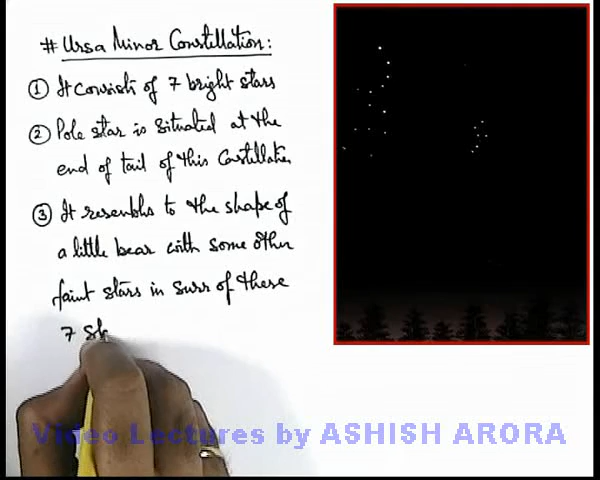 # Ursa Minor Constellation:
① It consists of 7 bright stars
② Pole star is situated at the
end of tail of this Constellation
③ It resembles to the shape of
a little bear with some other
faint stars in surr of these
7 st
Video Lectures by ASHISH ARORA